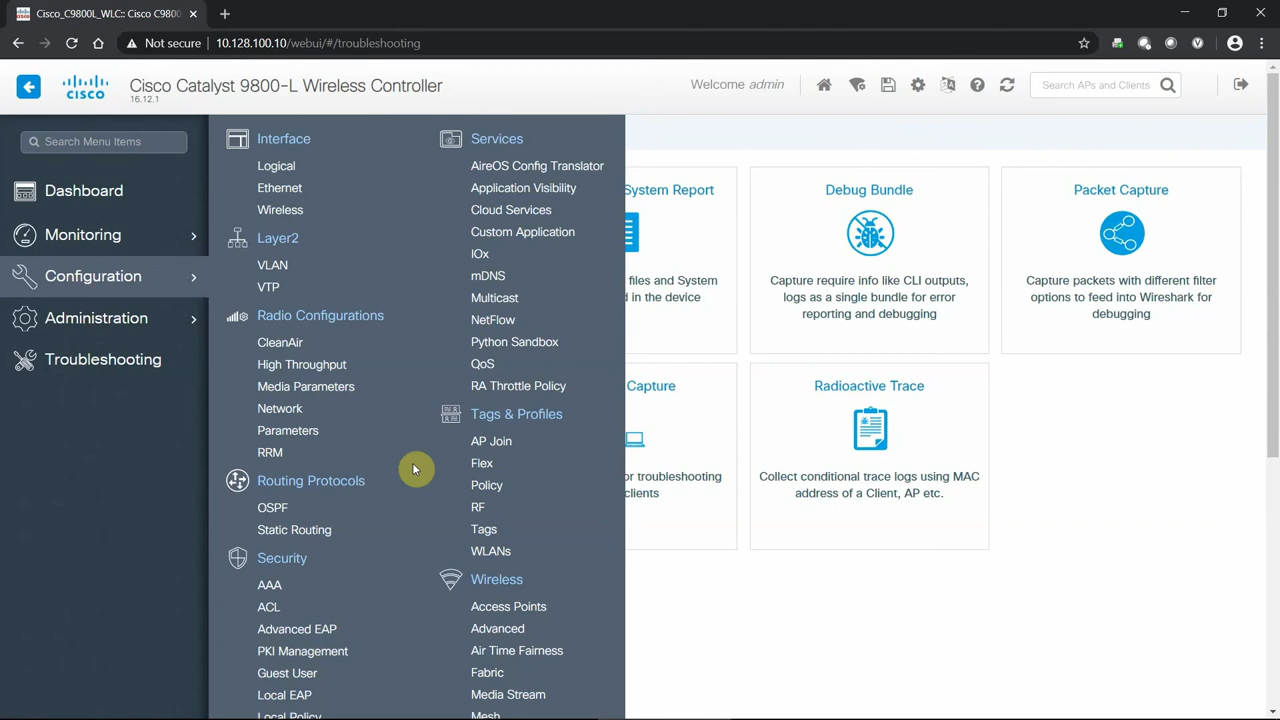 Cisco_C9800L_WLC:: Cisco C9800
Not secure
10.128.100.10/webui/#/troubleshooting
CISCO
Cisco Catalyst 9800-L Wireless Controller
16.12.1
Welcome admin
Search APs and Clients
Search Menu Items
Dashboard
Monitoring
Configuration
Administration
Troubleshooting
Interface
Logical
Ethernet
Wireless
Layer2
VLAN
VTP
Radio Configurations
CleanAir
High Throughput
Media Parameters
Network
Parameters
RRM
Routing Protocols
OSPF
Static Routing
Security
AAA
ACL
Advanced EAP
PKI Management
Guest User
Local EAP
Local Policy
Services
AireOS Config Translator
Application Visibility
Cloud Services
Custom Application
IOx
mDNS
Multicast
NetFlow
Python Sandbox
QoS
RA Throttle Policy
Tags & Profiles
AP Join
Flex
Policy
RF
Tags
WLANs
Wireless
Access Points
Advanced
Air Time Fairness
Fabric
Media Stream
Mesh
System Report
files and System
d in the device
Debug Bundle
Capture require info like CLI outputs,
logs as a single bundle for error
reporting and debugging
Packet Capture
Capture packets with different filter
options to feed into Wireshark for
debugging
Capture
or troubleshooting
clients
Radioactive Trace
Collect conditional trace logs using MAC
address of a Client, AP etc.